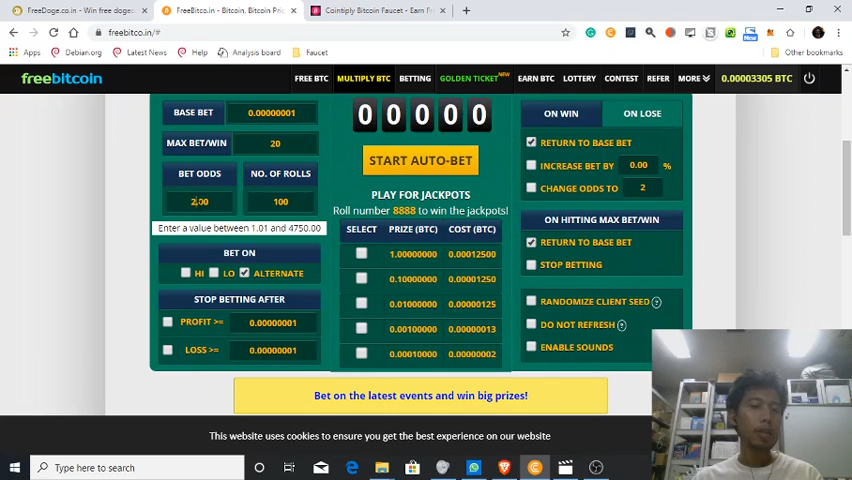 FreeDoge.co.in - Win free dogec
FreeBitco.in - Bitcoin, Bitcoin Pri
Cointiply Bitcoin Faucet - Earn Fr
freebitco.in/#
Apps
Debian.org
Latest News
Help
Analysis board
Faucet
Other bookmarks
freebitcoin
FREE BTC
MULTIPLY BTC
BETTING
GOLDEN TICKET NEW
EARN BTC
LOTTERY
CONTEST
REFER
MORE
0.00003305 BTC
BASE BET
0.00000001
MAX BET/WIN
20
BET ODDS
NO. OF ROLLS
2.00
100
Enter a value between 1.01 and 4750.00
BET ON
HI
LO
ALTERNATE
STOP BETTING AFTER
PROFIT >=
0.00000001
LOSS >=
0.00000001
0 0 0 0 0
START AUTO-BET
PLAY FOR JACKPOTS
Roll number 8888 to win the jackpots!
SELECT PRIZE (BTC) COST (BTC)
1.00000000 0.00012500
0.10000000 0.00001250
0.01000000 0.00000125
0.00100000 0.00000013
0.00010000 0.00000002
ON WIN
ON LOSE
RETURN TO BASE BET
INCREASE BET BY 0.00 %
CHANGE ODDS TO 2
ON HITTING MAX BET/WIN
RETURN TO BASE BET
STOP BETTING
RANDOMIZE CLIENT SEED ?
DO NOT REFRESH ?
ENABLE SOUNDS
Bet on the latest events and win big prizes!
This website uses cookies to ensure you get the best experience on our website
Type here to search